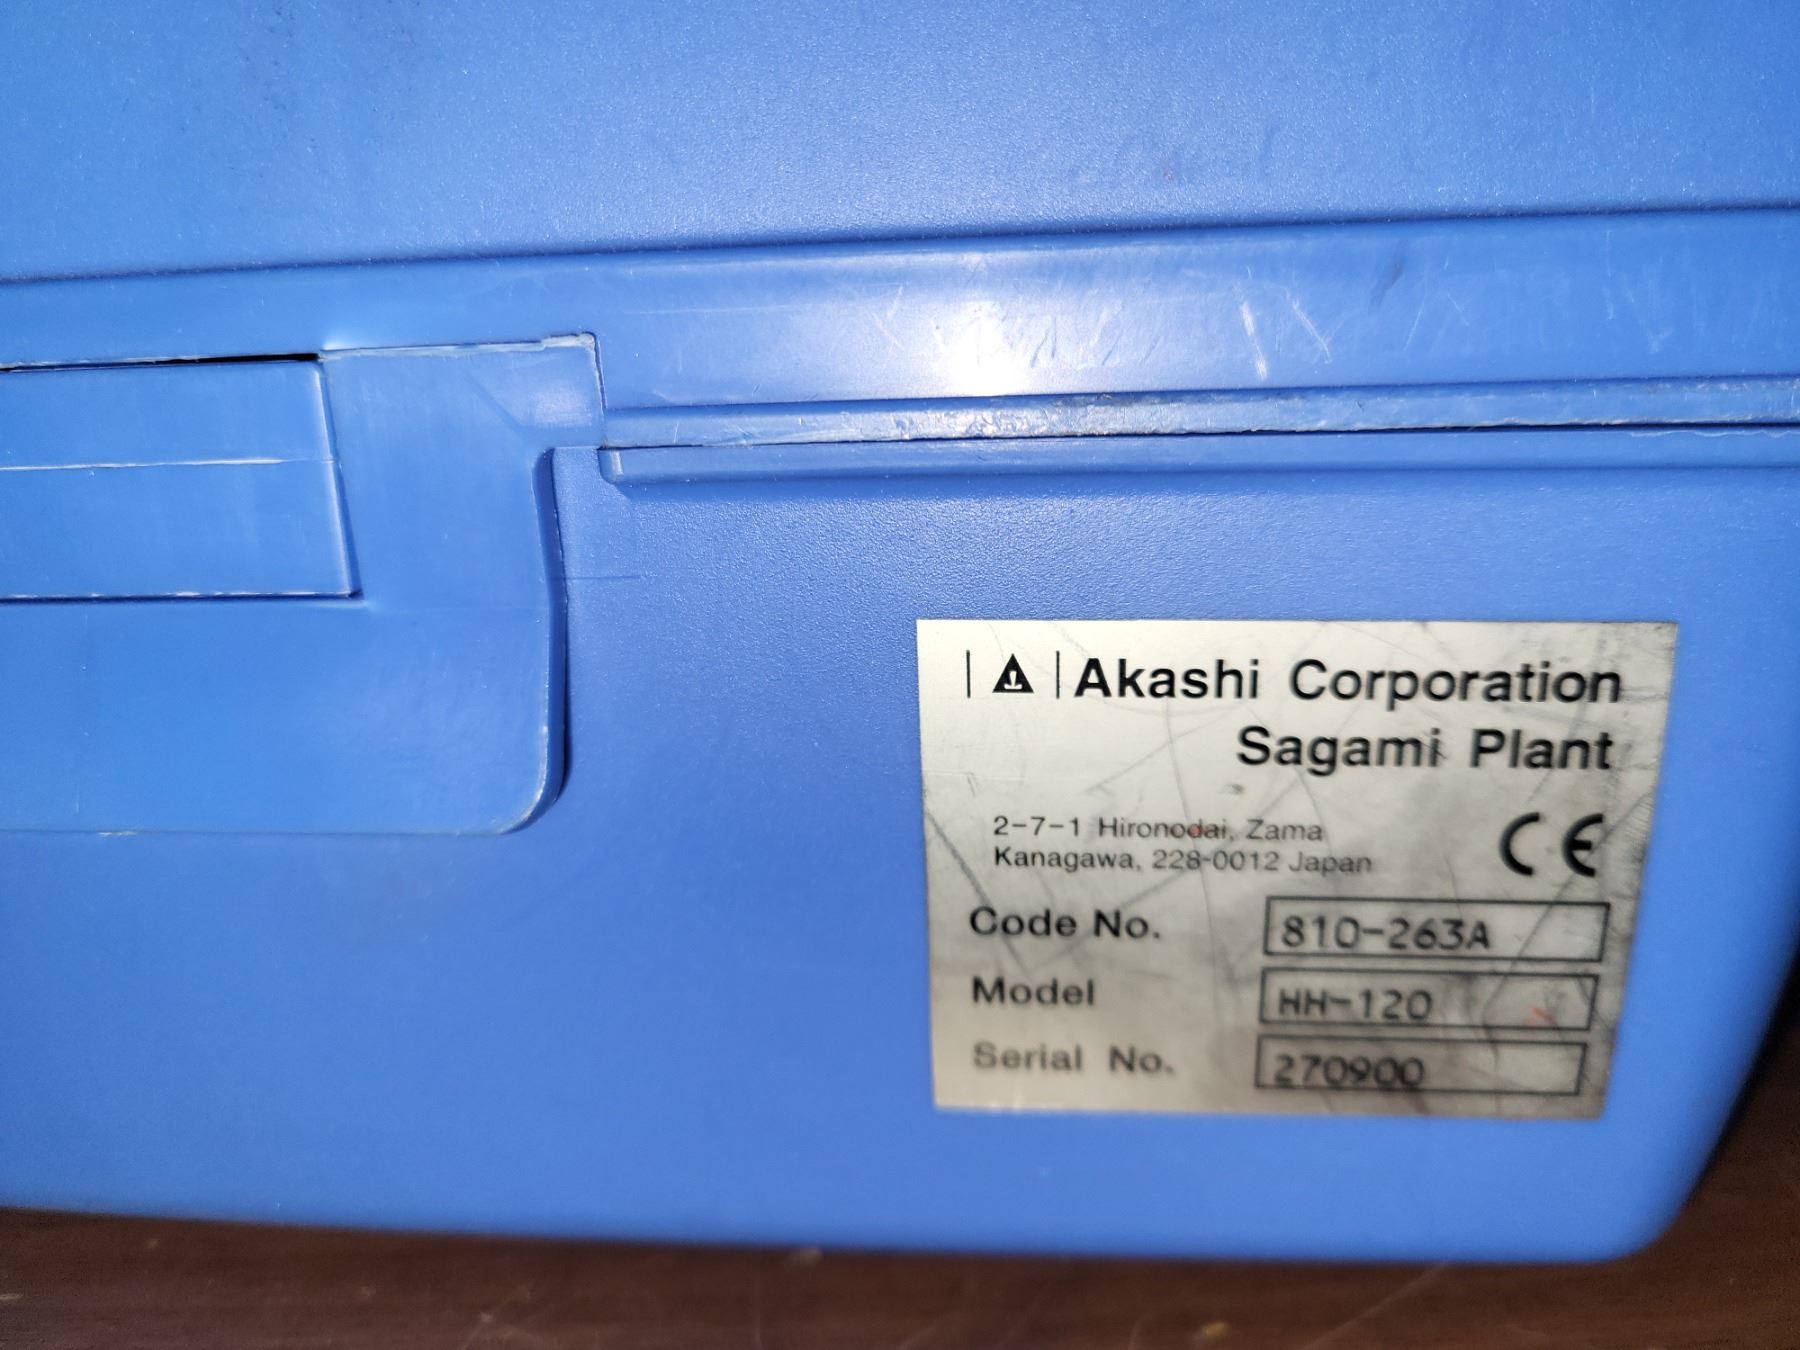 Akashi Corporation
Sagami Plant
2-7-1 Hironodai, Zama
Kanagawa, 228-0012 Japan
CE
Code No. 810-263A
Model HH-120
Serial No. 270900